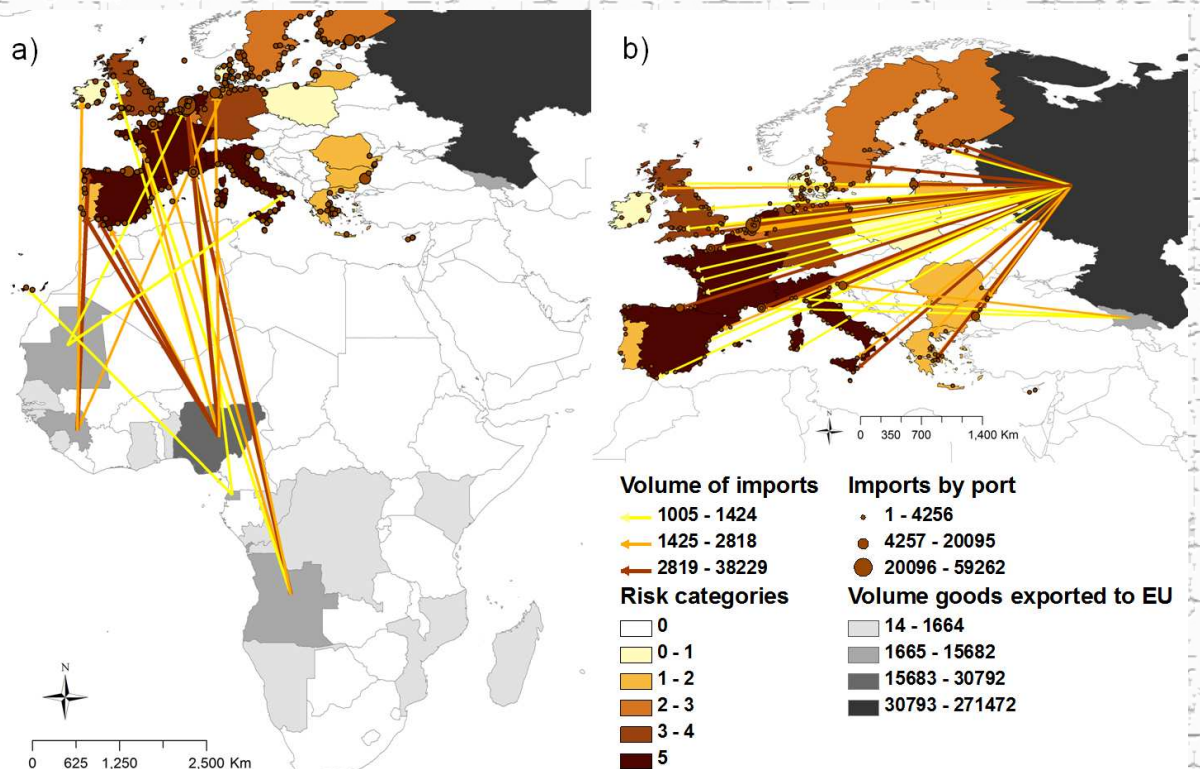 a)
b)
N
0 625 1,250 2,500 Km
N
0 350 700 1,400 Km
Volume of imports
1005 - 1424
1425 - 2818
2819 - 38229
Risk categories
0
0 - 1
1 - 2
2 - 3
3 - 4
5
Imports by port
1 - 4256
4257 - 20095
20096 - 59262
Volume goods exported to EU
14 - 1664
1665 - 15682
15683 - 30792
30793 - 271472